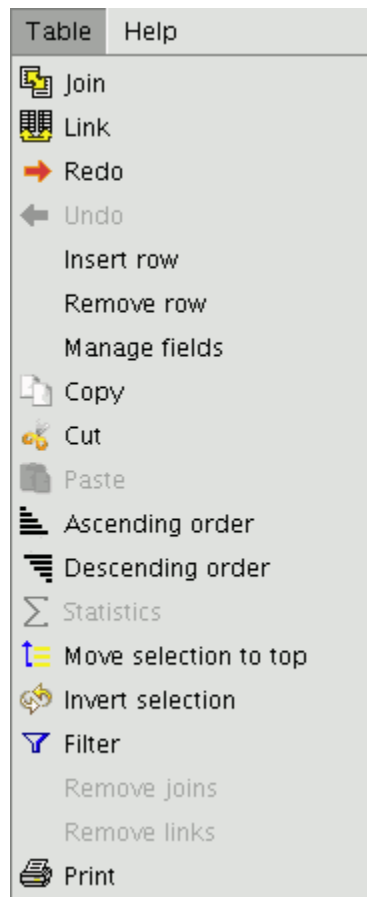 Table Help
Join
Link
Redo
Undo
Insert row
Remove row
Manage fields
Copy
Cut
Paste
Ascending order
Descending order
Statistics
Move selection to top
Invert selection
Filter
Remove joins
Remove links
Print